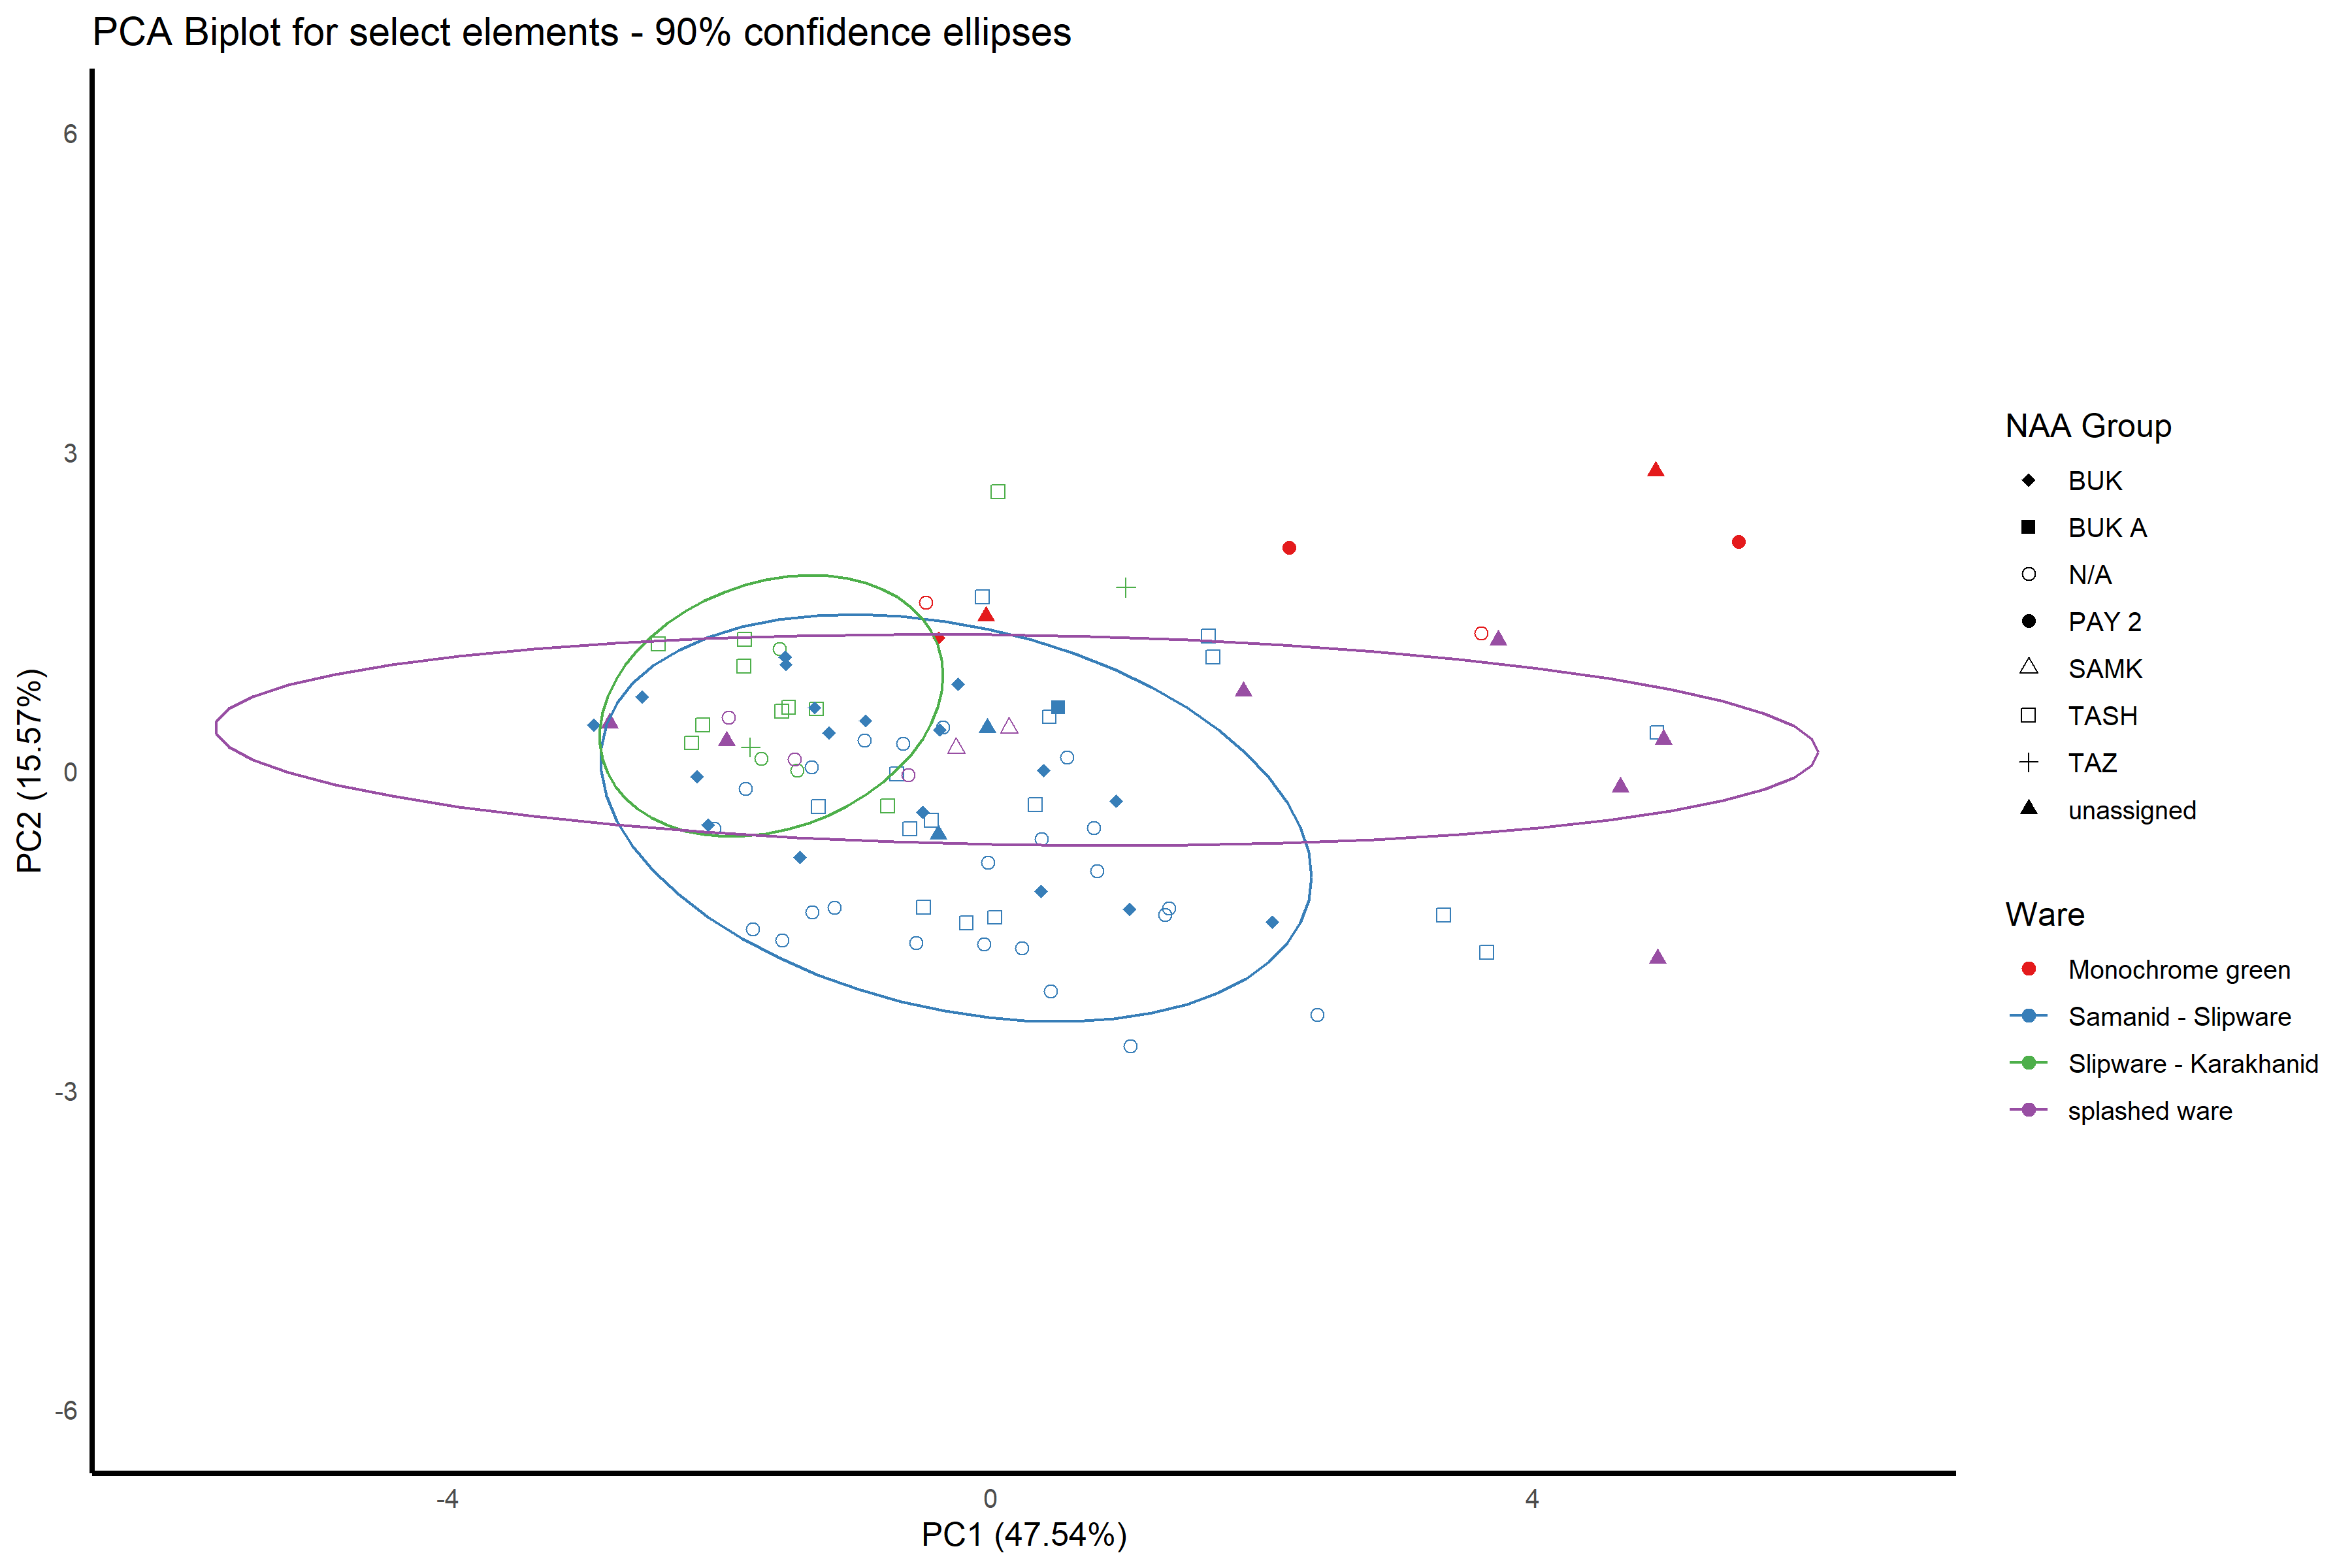 PCA Biplot for select elements - 90% confidence ellipses
6
3
0
-3
-6
PC2 (15.57%)
-4
0
4
PC1 (47.54%)
NAA Group
BUK
BUK A
N/A
PAY 2
SAMK
TASH
TAZ
unassigned
Ware
Monochrome green
Samanid - Slipware
Slipware - Karakhanid
splashed ware